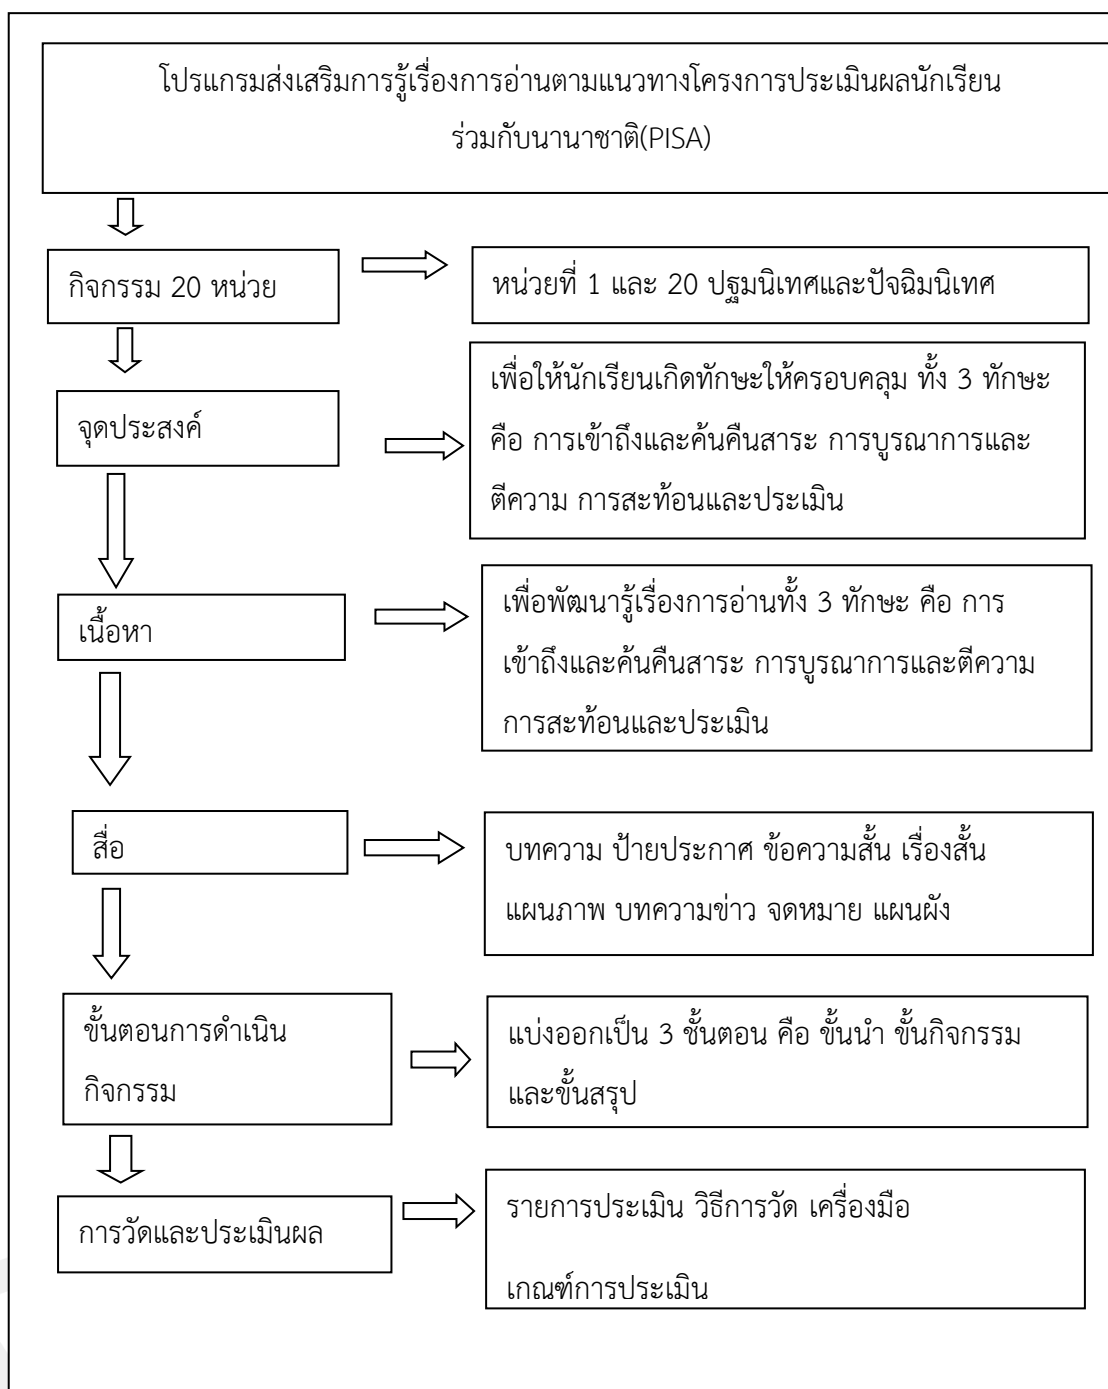 โปรแกรมส่งเสริมการรู้เรื่องการอ่านตามแนวทางโครงการประเมินผลนักเรียน
ร่วมกับนานาชาติ(PISA)
กิจกรรม 20 หน่วย
หน่วยที่ 1 และ 20 ปฐมนิเทศและปัจฉิมนิเทศ
จุดประสงค์
เพื่อให้นักเรียนเกิดทักษะให้ครอบคลุม ทั้ง 3 ทักษะ
คือ การเข้าถึงและค้นคืนสาระ การบูรณาการและ
ตีความ การสะท้อนและประเมิน
เนื้อหา
เพื่อพัฒนารู้เรื่องการอ่านทั้ง 3 ทักษะ คือ การ
เข้าถึงและค้นคืนสาระ การบูรณาการและตีความ
การสะท้อนและประเมิน
สื่อ
บทความ ป้ายประกาศ ข้อความสั้น เรื่องสั้น
แผนภาพ บทความข่าว จดหมาย แผนผัง
ขั้นตอนการดำเนิน
กิจกรรม
แบ่งออกเป็น 3 ชั้นตอน คือ ขั้นนำ ขั้นกิจกรรม
และขั้นสรุป
การวัดและประเมินผล
รายการประเมิน วิธีการวัด เครื่องมือ
เกณฑ์การประเมิน